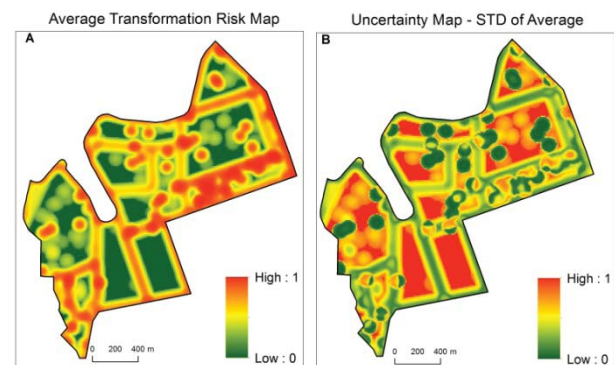 Average Transformation Risk Map
A
High : 1
Low : 0
0 200 400 m
Uncertainty Map - STD of Average
B
High : 1
Low : 0
0 200 400 m